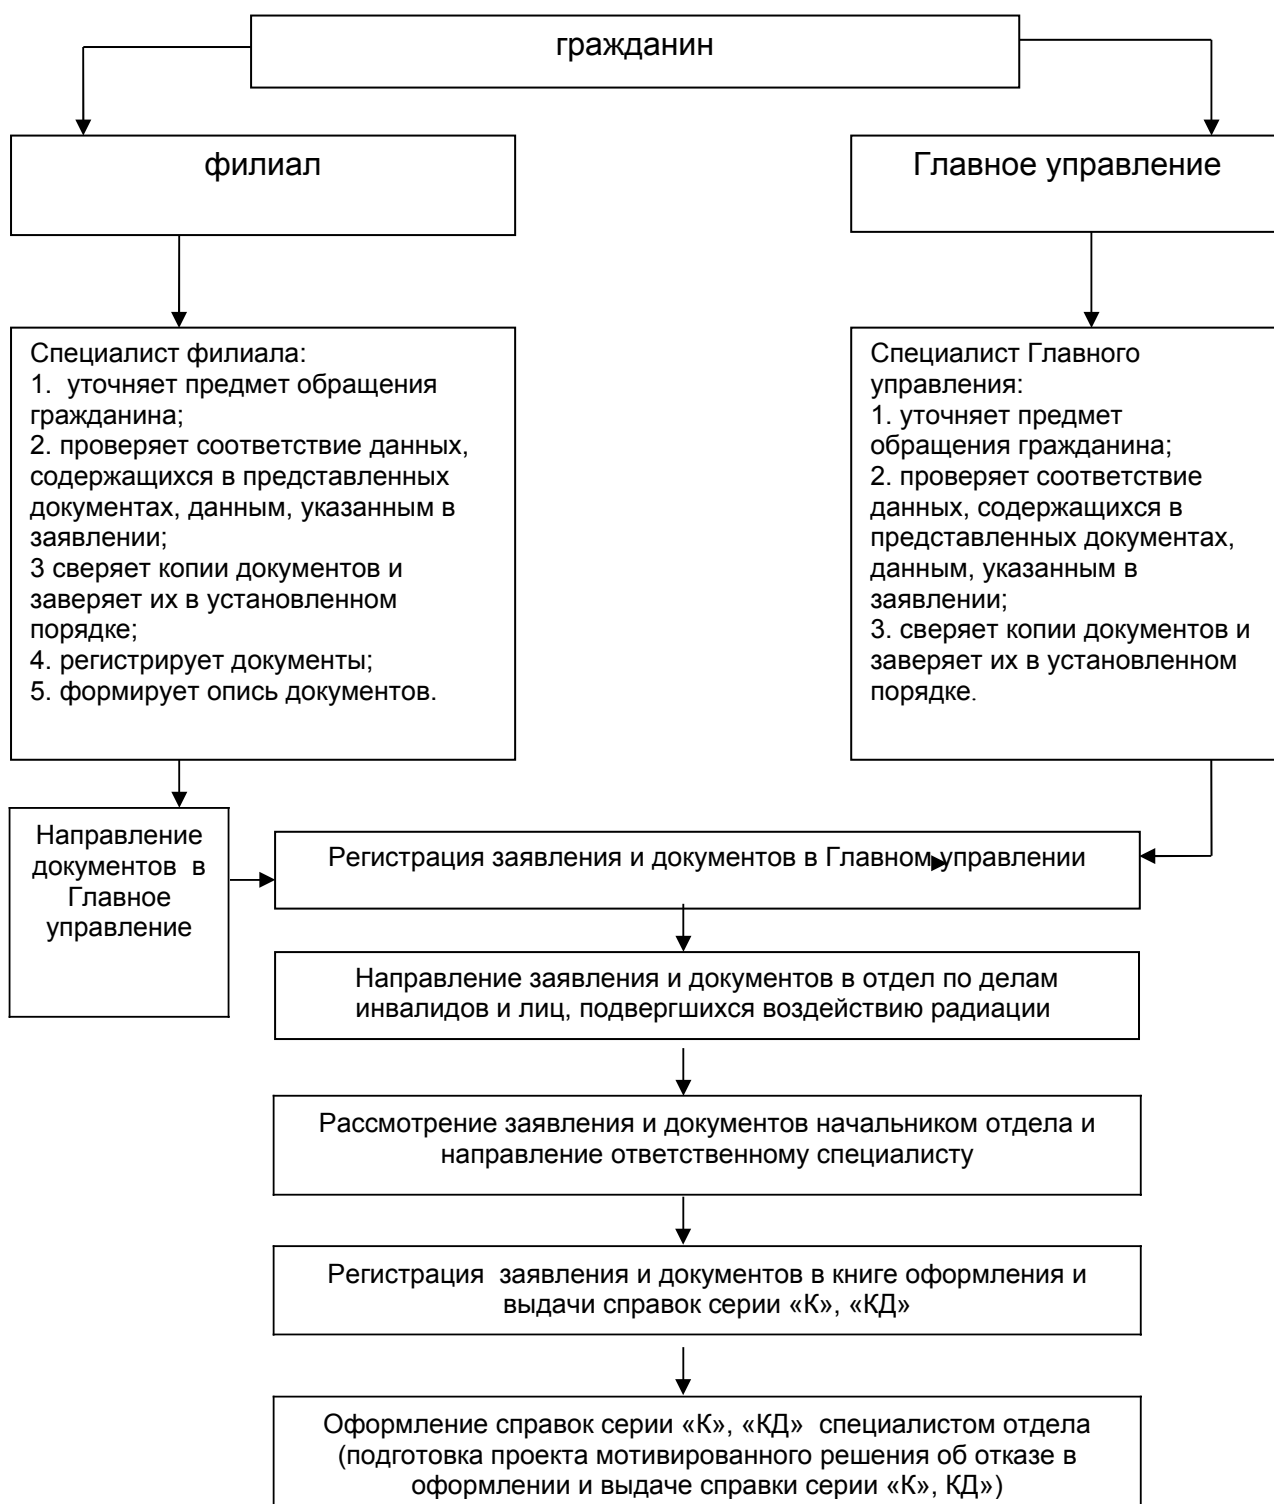 гражданин
филиал
Главное управление
Специалист филиала:
1. уточняет предмет обращения
гражданина;
2. проверяет соответствие данных,
содержащихся в представленных
документах, данным, указанным в
заявлении;
3 сверяет копии документов и
заверяет их в установленном
порядке;
4. регистрирует документы;
5. формирует опись документов.
Специалист Главного
управления:
1. уточняет предмет
обращения гражданина;
2. проверяет соответствие
данных, содержащихся в
представленных документах,
данным, указанным в
заявлении;
3. сверяет копии документов и
заверяет их в установленном
порядке.
Направление
документов в
Главное
управление
Регистрация заявления и документов в Главном управлении
Направление заявления и документов в отдел по делам
инвалидов и лиц, подвергшихся воздействию радиации
Рассмотрение заявления и документов начальником отдела и
направление ответственному специалисту
Регистрация заявления и документов в книге оформления и
выдачи справок серии «К», «КД»
Оформление справок серии «К», «КД» специалистом отдела
(подготовка проекта мотивированного решения об отказе в
оформлении и выдаче справки серии «К», КД»)